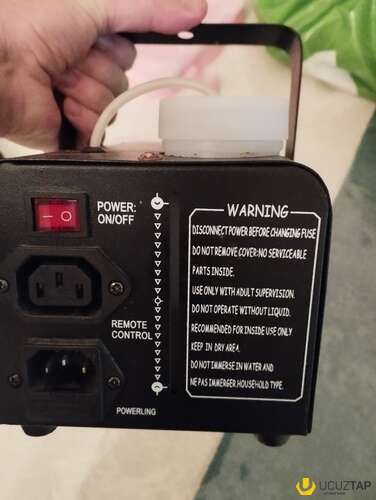 POWER:
ON/OFF
REMOTE
CONTROL
POWERLING
WARNING
DISCONNECT POWER BEFORE CHANGING FUSE
DO NOT REMOVE COVER:NO SERVICEABLE
PARTS INSIDE.
USE ONLY WITH ADULT SUPERVISION.
DO NOT OPERATE WITHOUT LIQUID.
RECOMMENDED FOR INSIDE USE ONLY
KEEP IN DRY AREA.
DO NOT IMMERSE IN WATER AND
NE PAS IMMERGER.HOUSEHOLD TYPE.
UCUZTAP